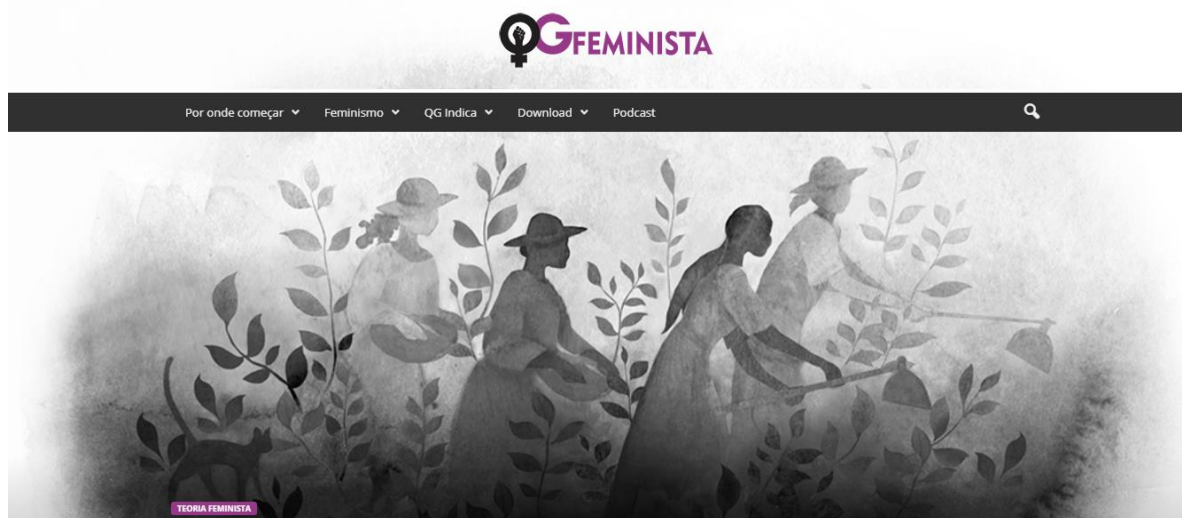 QGFEMINISTA
Por onde começar Feminismo QG Indica Download Podcast
TEORIA FEMINISTA